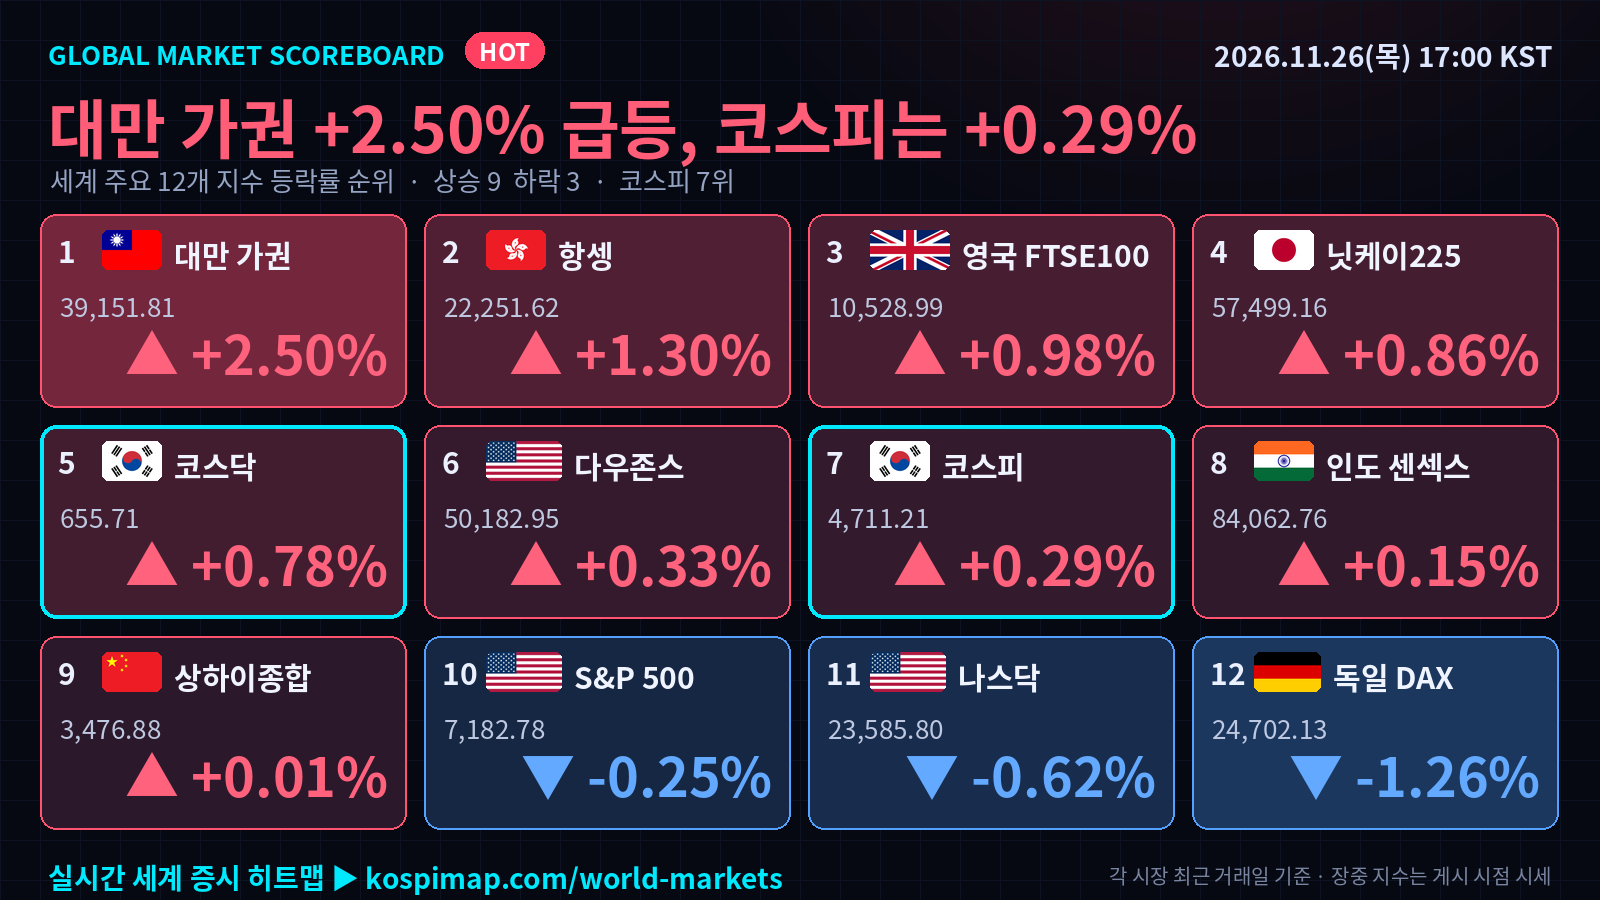 GLOBAL MARKET SCOREBOARD HOT
2026.11.26(목) 17:00 KST
대만 가권 +2.50% 급등, 코스피는 +0.29%
세계 주요 12개 지수 등락률 순위 · 상승 9 하락 3 · 코스피 7위
1 대만 가권
39,151.81
▲ +2.50%
2 항셍
22,251.62
▲ +1.30%
3 영국 FTSE100
10,528.99
▲ +0.98%
4 닛케이225
57,499.16
▲ +0.86%
5 코스닥
655.71
▲ +0.78%
6 다우존스
50,182.95
▲ +0.33%
7 코스피
4,711.21
▲ +0.29%
8 인도 센섹스
84,062.76
▲ +0.15%
9 상하이종합
3,476.88
▲ +0.01%
10 S&P 500
7,182.78
▼ -0.25%
11 나스닥
23,585.80
▼ -0.62%
12 독일 DAX
24,702.13
▼ -1.26%
실시간 세계 증시 히트맵 ▶ kospimap.com/world-markets
각 시장 최근 거래일 기준 · 장중 지수는 게시 시점 시세